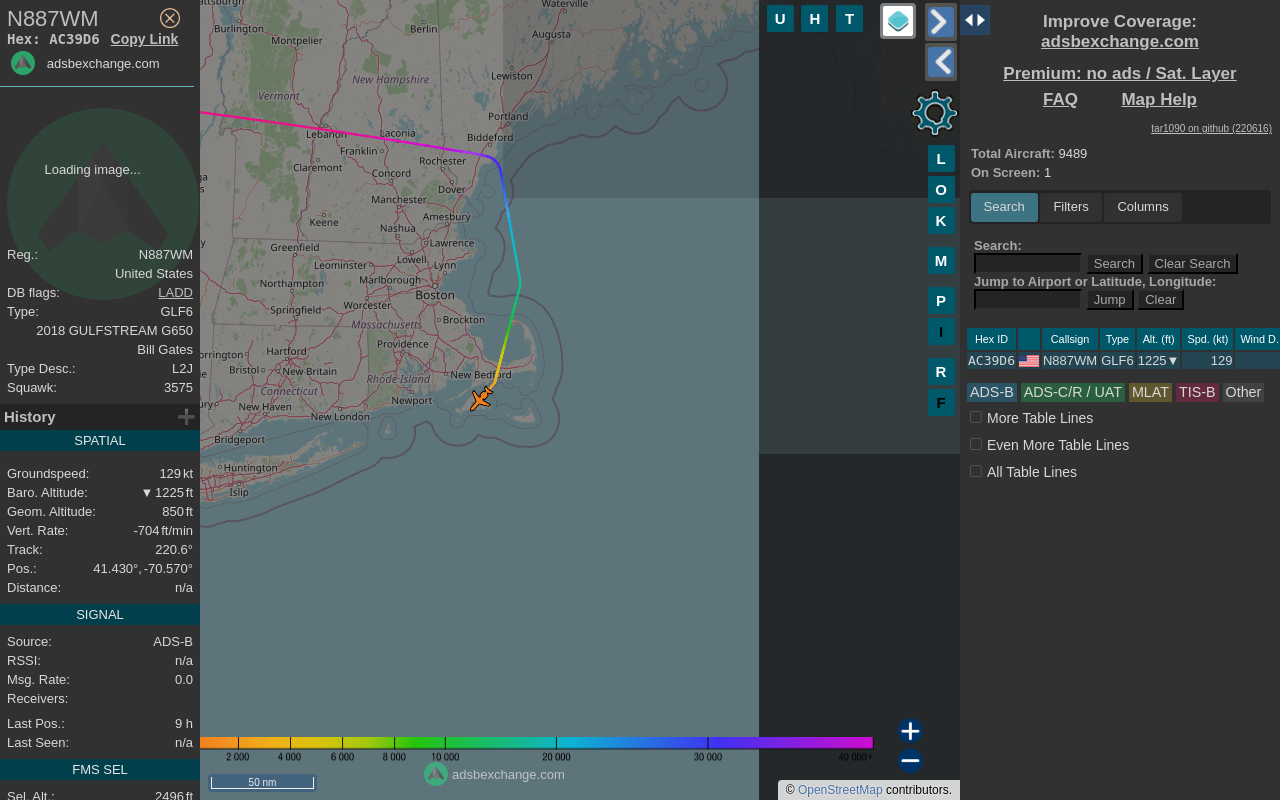 N887WM
Hex: AC39D6 Copy Link
adsbexchange.com
Loading image...
Reg.: N887WM
United States
DB flags: LADD
Type: GLF6
2018 GULFSTREAM G650
Bill Gates
Type Desc.: L2J
Squawk: 3575
History
SPATIAL
Groundspeed: 129 kt
Baro. Altitude: ▼ 1225 ft
Geom. Altitude: 850 ft
Vert. Rate: -704 ft/min
Track: 220.6°
Pos.: 41.430°, -70.570°
Distance: n/a
SIGNAL
Source: ADS-B
RSSI: n/a
Msg. Rate: 0.0
Receivers:
Last Pos.: 9 h
Last Seen: n/a
FMS SEL
Sel. Alt.: 2496 ft
Waterville
Burlington
Berlin
Augusta
Montpelier
Lewiston
New Hampshire
Vermont
Portland
Lebanon
Laconia
Biddeford
Franklin
Rochester
Claremont
Concord
Dover
Manchester
Amesbury
Keene
Nashua
Greenfield
Lawrence
Lowell
Leominster
Lynn
Northampton
Marlborough
Boston
Worcester
Springfield
Brockton
Massachusetts
Providence
Hartford
Bristol
New Britain
New Bedford
Rhode Island
Connecticut
Newport
New Haven
New London
Bridgeport
Huntington
Islip
U H T
L
O
K
M
P
I
R
F
2 000 4 000 6 000 8 000 10 000 20 000 30 000 40 000+
adsbexchange.com
50 nm
© OpenStreetMap contributors.
Improve Coverage:
adsbexchange.com
Premium: no ads / Sat. Layer
FAQ Map Help
tar1090 on github (220616)
Total Aircraft: 9489
On Screen: 1
Search Filters Columns
Search:
Search Clear Search
Jump to Airport or Latitude, Longitude:
Jump Clear
Hex ID Callsign Type Alt. (ft) Spd. (kt) Wind D.
AC39D6 N887WM GLF6 1225▼ 129
ADS-B ADS-C/R / UAT MLAT TIS-B Other
More Table Lines
Even More Table Lines
All Table Lines